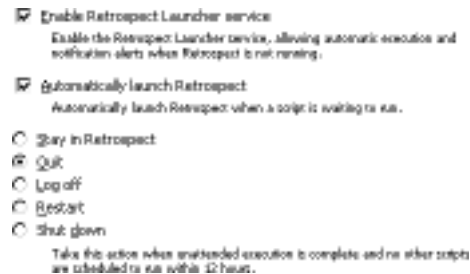 Enable Retrospect Launcher service
Enable the Retrospect Launcher service, allowing automatic execution and
notification alerts when Retrospect is not running.
Automatically launch Retrospect
Automatically launch Retrospect when a script is waiting to run.
Stay in Retrospect
Quit
Log off
Restart
Shut down
Take this action when unattended execution is complete and no other scripts
are scheduled to run within 12 hours.